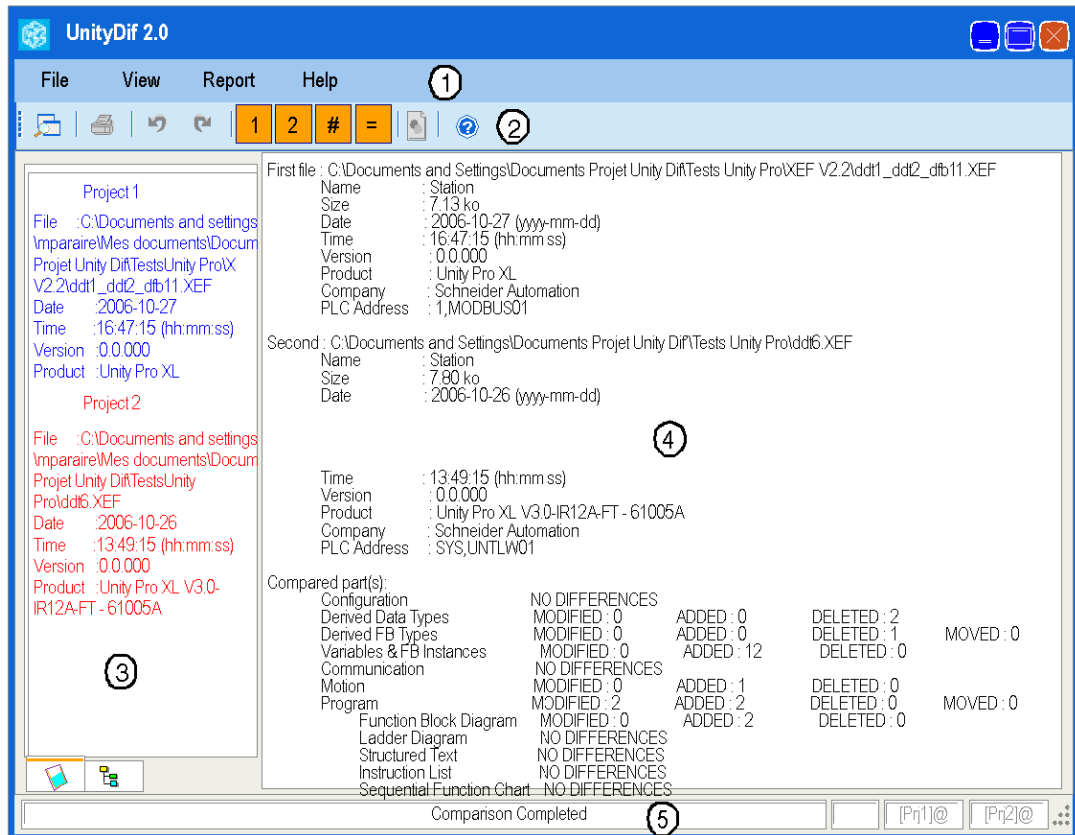 UnityDif 2.0
File View Report Help 1
1 2 # = 2
Project 1
File :C:\Documents and settings
\mparaire\Mes documents\Docum
Projet Unity Dif\TestsUnity Pro\X
V2.2\ddt1_ddt2_dfb11.XEF
Date :2006-10-27
Time :16:47:15 (hh:mm:ss)
Version :0.0.000
Product :Unity Pro XL
Project 2
File :C:\Documents and settings
\mparaire\Mes documents\Docum
Projet Unity Dif\TestsUnity
Pro\ddt6.XEF
Date :2006-10-26
Time :13:49:15 (hh:mm:ss)
Version :0.0.000
Product :Unity Pro XL V3.0-
IR12A-FT - 61005A
3
First file : C:\Documents and Settings\Documents Projet Unity Dif\Tests Unity Pro\XEF V2.2\ddt1_ddt2_dfb11.XEF
Name : Station
Size : 7.13 ko
Date : 2006-10-27 (yyyy-mm-dd)
Time : 16:47:15 (hh:mm ss)
Version : 0.0.000
Product : Unity Pro XL
Company : Schneider Automation
PLC Address : 1,MODBUS01
Second : C:\Documents and Settings\Documents Projet Unity Dif'\Tests Unity Pro\ddt6.XEF
Name : Station
Size : 7.80 ko
Date : 2006-10-26 (yyyy-mm-dd)
4
Time : 13:49:15 (hh:mm ss)
Version : 0.0.000
Product : Unity Pro XL V3.0-IR12A-FT - 61005A
Company : Schneider Automation
PLC Address : SYS,UNTLW01
Compared part(s):
Configuration NO DIFFERENCES
Derived Data Types MODIFIED : 0 ADDED : 0 DELETED : 2
Derived FB Types MODIFIED : 0 ADDED : 0 DELETED : 1 MOVED : 0
Variables & FB Instances MODIFIED : 0 ADDED : 12 DELETED : 0
Communication NO DIFFERENCES
Motion MODIFIED : 0 ADDED : 1 DELETED : 0
Program MODIFIED : 2 ADDED : 2 DELETED : 0 MOVED : 0
Function Block Diagram MODIFIED : 0 ADDED : 2 DELETED : 0
Ladder Diagram NO DIFFERENCES
Structured Text NO DIFFERENCES
Instruction List NO DIFFERENCES
Sequential Function Chart NO DIFFERENCES
Comparison Completed 5 [Prj1]@ [Prj2]@